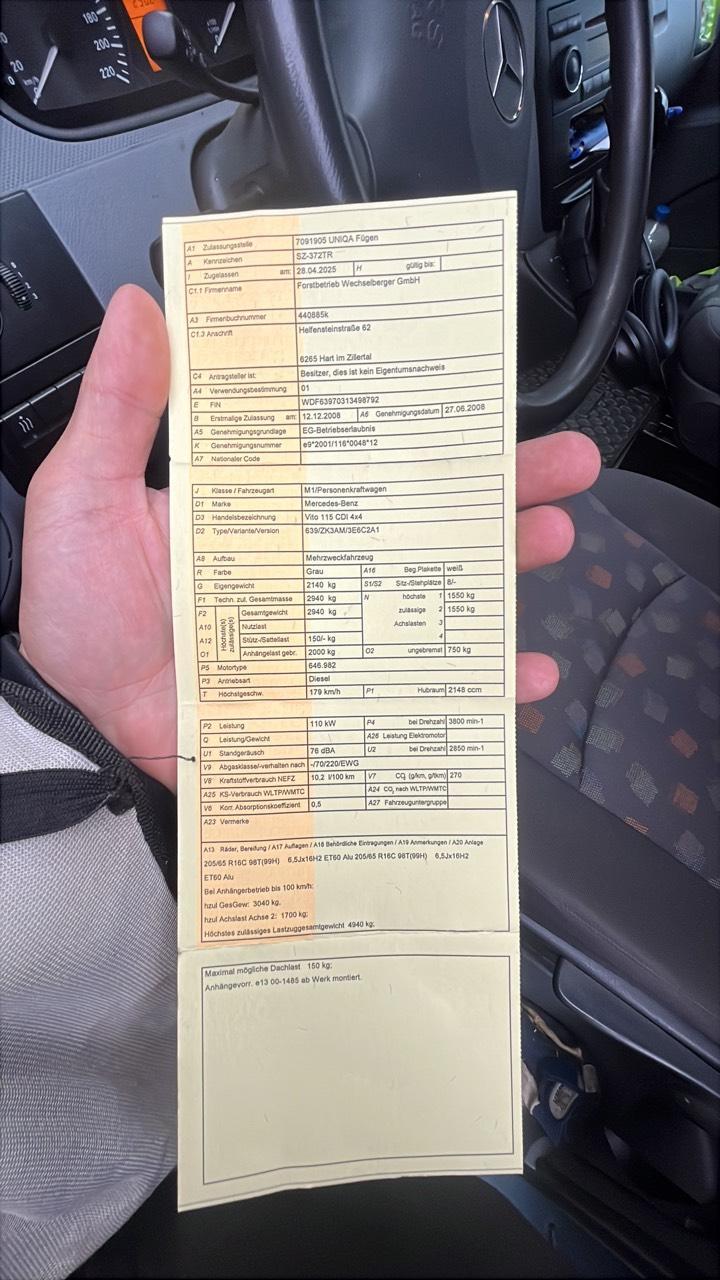 180
200
220
20
0
A1 Zulassungsstelle 7091905 UNIQA Fügen
A Kennzeichen SZ-372TR
I Zugelassen am: 28.04.2025 H gültig bis:
C1.1 Firmenname Forstbetrieb Wechselberger GmbH
A3 Firmenbuchnummer 440885k
C1.3 Anschrift Helfensteinstraße 62
6265 Hart im Zillertal
C4 Antragsteller ist: Besitzer, dies ist kein Eigentumsnachweis
A4 Verwendungsbestimmung 01
E FIN WDF63970313498792
B Erstmalige Zulassung am: 12.12.2008 A6 Genehmigungsdatum 27.06.2008
A5 Genehmigungsgrundlage EG-Betriebserlaubnis
K Genehmigungsnummer e9*2001/116*0048*12
A7 Nationaler Code
J Klasse / Fahrzeugart M1/Personenkraftwagen
D1 Marke Mercedes-Benz
D3 Handelsbezeichnung Vito 115 CDI 4x4
D2 Type/Variante/Version 639/ZK3AM/3E6C2A1
A9 Aufbau Mehrzweckfahrzeug
R Farbe Grau A16 Beg.Plakette weiß
G Eigengewicht 2140 kg S1/S2 Sitz-/Stehplätze 8/-
F1 Techn. zul. Gesamtmasse 2940 kg N höchste 1 1550 kg
F2 Höchste(s) zulässige(s) Gesamtgewicht 2940 kg zulässige 2 1550 kg
A10 Nutzlast Achslasten 3
A12 Stütz-/Sattellast 150/- kg 4
O1 Anhängelast gebr. 2000 kg O2 ungebremst 750 kg
P5 Motortype 646.982
P3 Antriebsart Diesel
T Höchstgeschw. 179 km/h P1 Hubraum 2148 ccm
P2 Leistung 110 kW P4 bei Drehzahl 3800 min-1
Q Leistung/Gewicht A26 Leistung Elektromotor
U1 Standgeräusch 76 dBA U2 bei Drehzahl 2850 min-1
V9 Abgasklasse/-verhalten nach -/70/220/EWG
V8 Kraftstoffverbrauch NEFZ 10,2 l/100 km V7 CO2 (g/km, g/tkm) 270
A25 KS-Verbrauch WLTP/WMTC A24 CO2 nach WLTP/WMTC
V6 Korr. Absorptionskoeffizient 0,5 A27 Fahrzeuguntergruppe
A23 Vermerke
A13 Räder, Bereifung / A17 Auflagen / A18 Behördliche Eintragungen / A19 Anmerkungen / A20 Anlage
205/65 R16C 98T(99H) 6,5Jx16H2 ET60 Alu 205/65 R16C 98T(99H) 6,5Jx16H2
ET60 Alu
Bei Anhängerbetrieb bis 100 km/h:
hzul GesGew: 3040 kg,
hzul Achslast Achse 2: 1700 kg;
Höchstes zulässiges Lastzuggesamtgewicht 4940 kg;
Maximal mögliche Dachlast 150 kg;
Anhängevorr. e13 00-1485 ab Werk montiert.